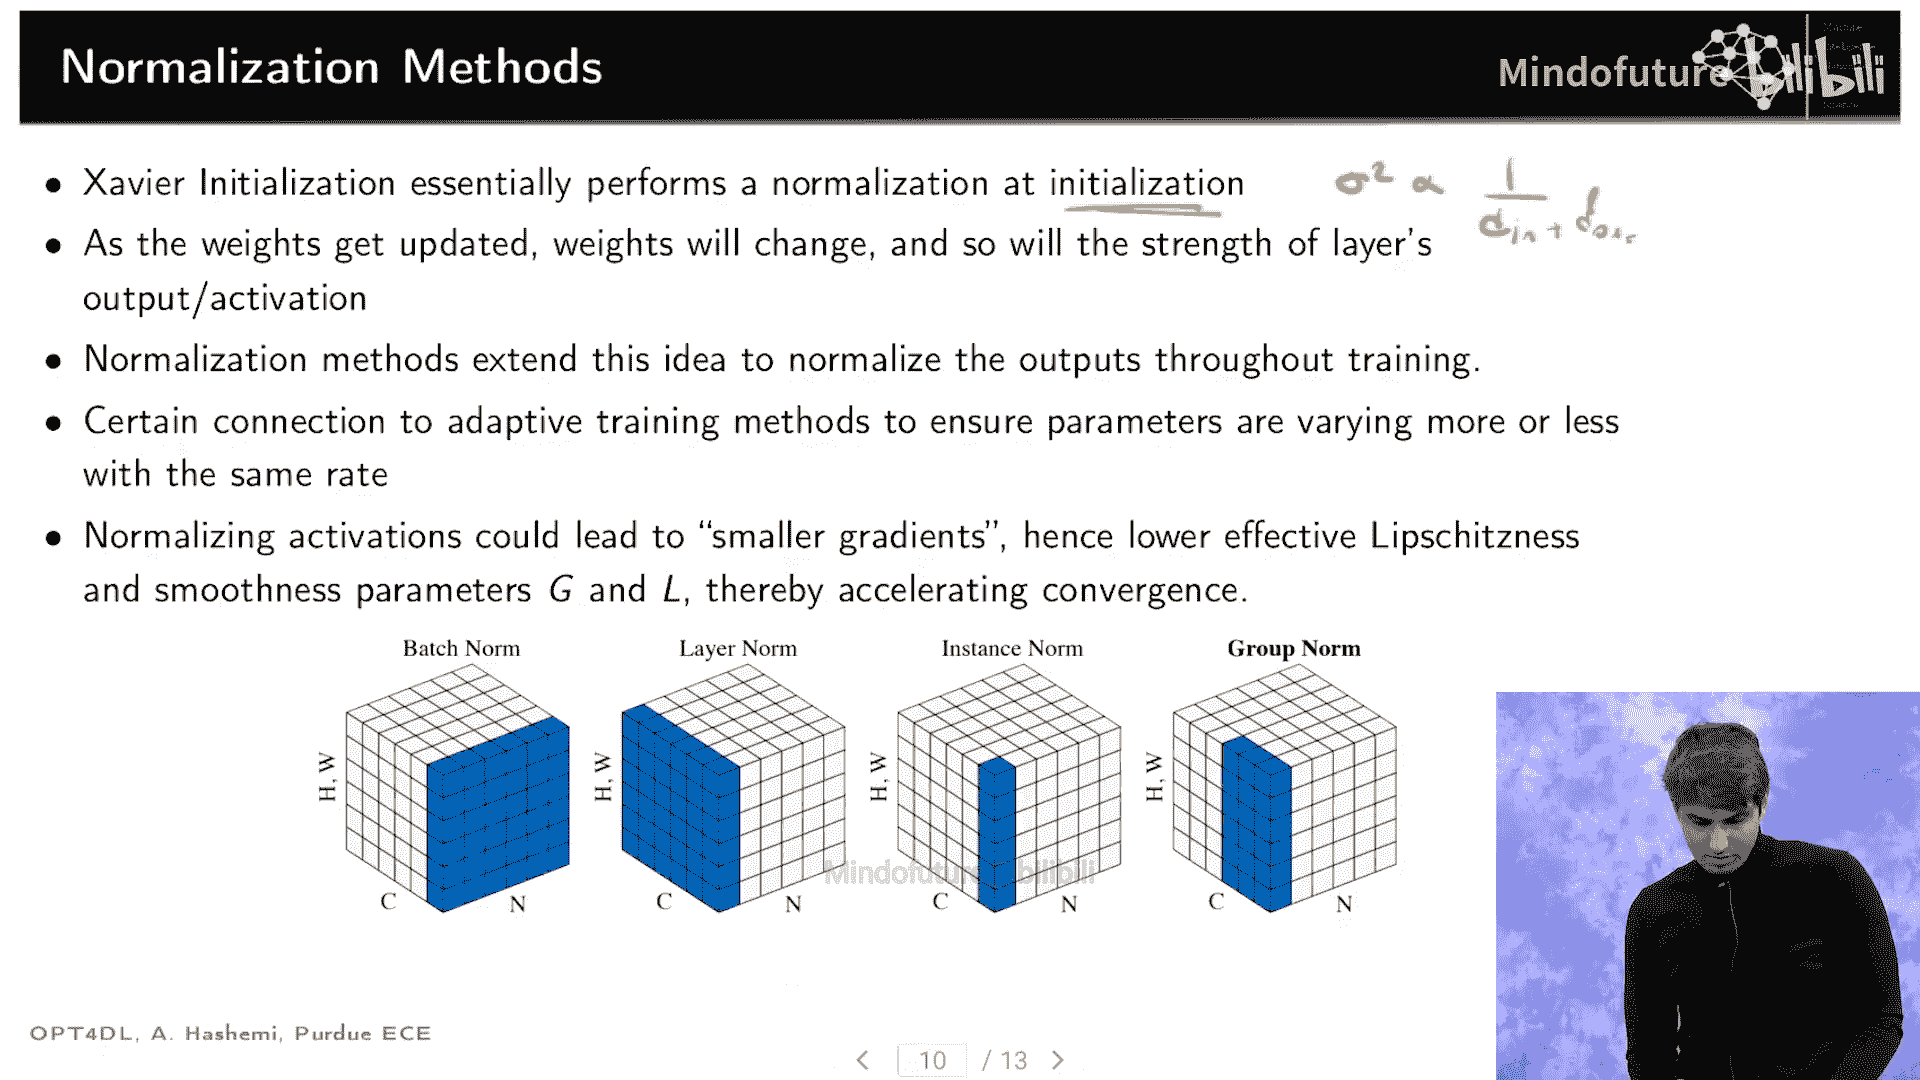 Normalization Methods
Mindofuture bilibili
• Xavier Initialization essentially performs a normalization at initialization
σ² ∝ 1
d_in + d_out
• As the weights get updated, weights will change, and so will the strength of layer's
output/activation
• Normalization methods extend this idea to normalize the outputs throughout training.
• Certain connection to adaptive training methods to ensure parameters are varying more or less
with the same rate
• Normalizing activations could lead to “smaller gradients”, hence lower effective Lipschitzness
and smoothness parameters G and L, thereby accelerating convergence.
Batch Norm
Layer Norm
Instance Norm
Group Norm
H, W
H, W
H, W
H, W
C
N
C
N
C
N
C
N
Mindofuture bilibili
OPT4DL, A. Hashemi, Purdue ECE
10 / 13